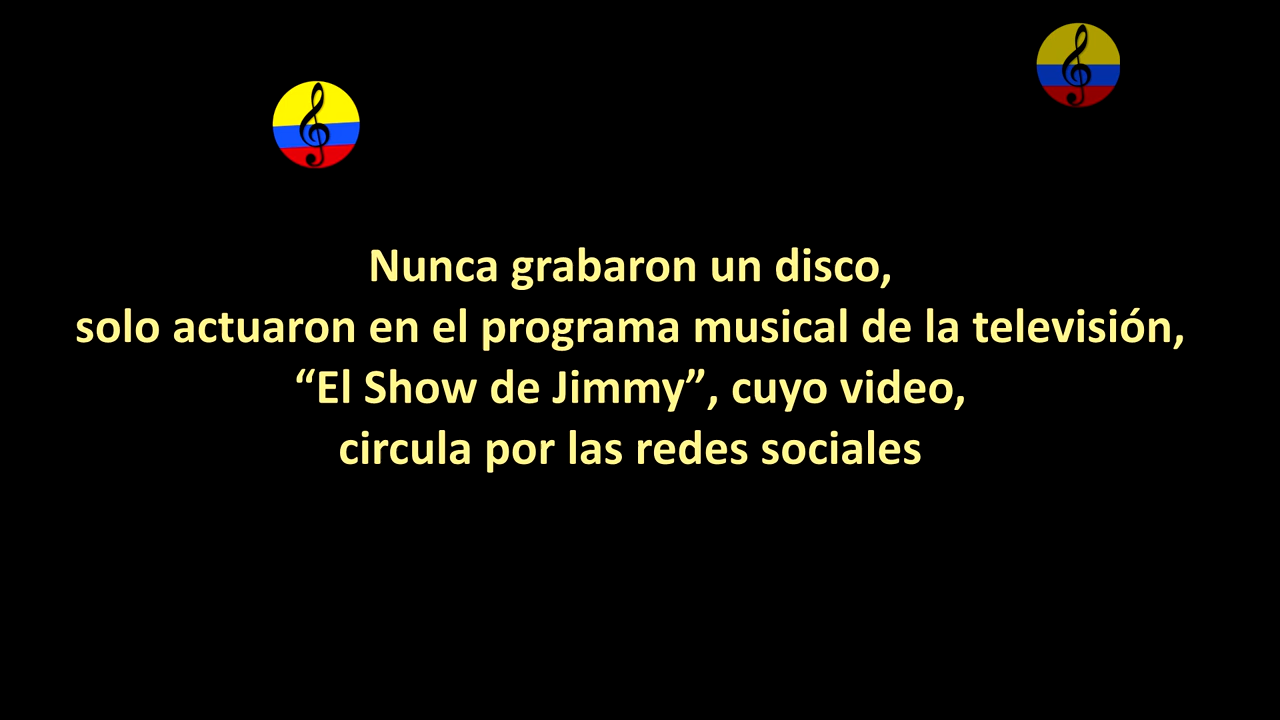 Nunca grabaron un disco,
solo actuaron en el programa musical de la televisión,
“El Show de Jimmy”, cuyo video,
circula por las redes sociales